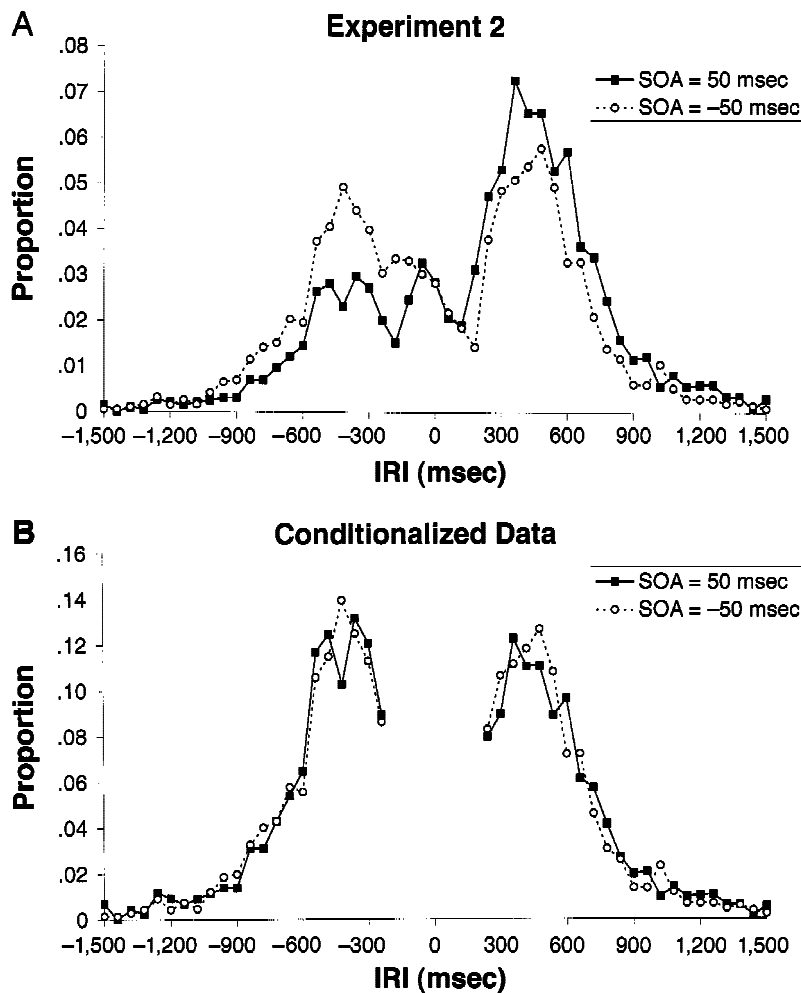 A
Experiment 2
.08
.07
.06
.05
.04
.03
.02
.01
0
Proportion
SOA = 50 msec
SOA = –50 msec
–1,500 –1,200 –900 –600 –300 0 300 600 900 1,200 1,500
IRI (msec)
B
Conditionalized Data
.16
.14
.12
.10
.08
.06
.04
.02
0
Proportion
SOA = 50 msec
SOA = –50 msec
–1,500 –1,200 –900 –600 –300 0 300 600 900 1,200 1,500
IRI (msec)